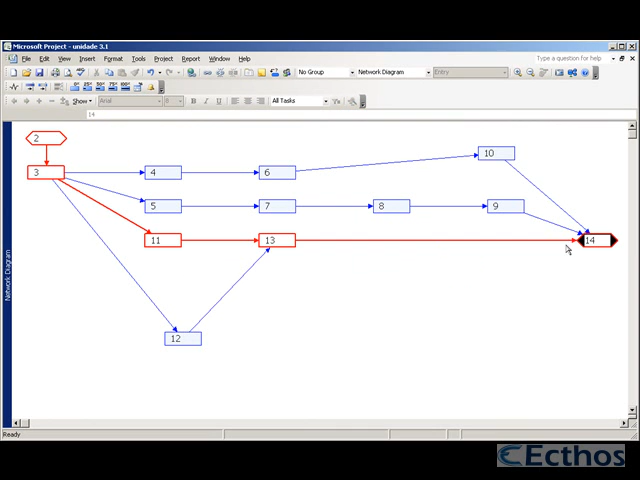 Microsoft Project - unidade 3.1
File Edit View Insert Format Tools Project Report Window Help
Type a question for help
No Group Network Diagram Entry
Show Arial 8 All Tasks
14
2
10
3 4 6
5 7 8 9
11 13 14
12
Network Diagram
Ready
Ecthos